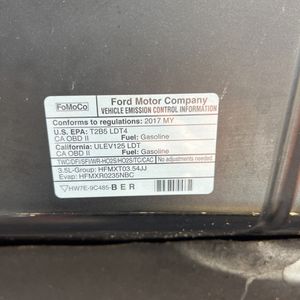 FoMoCo
Ford Motor Company
VEHICLE EMISSION CONTROL INFORMATION
Conforms to regulations: 2017 MY
U.S. EPA: T2B5 LDT4
CA OBD II Fuel: Gasoline
California: ULEV125 LDT
CA OBD II Fuel: Gasoline
TWC/DFI/SFI/WR-HO2S/HO2S/TC/CAC No adjustments needed.
3.5L-Group: HFMXT03.54JJ
Evap: HFMXR0235NBC
HW7E-9C485-BER